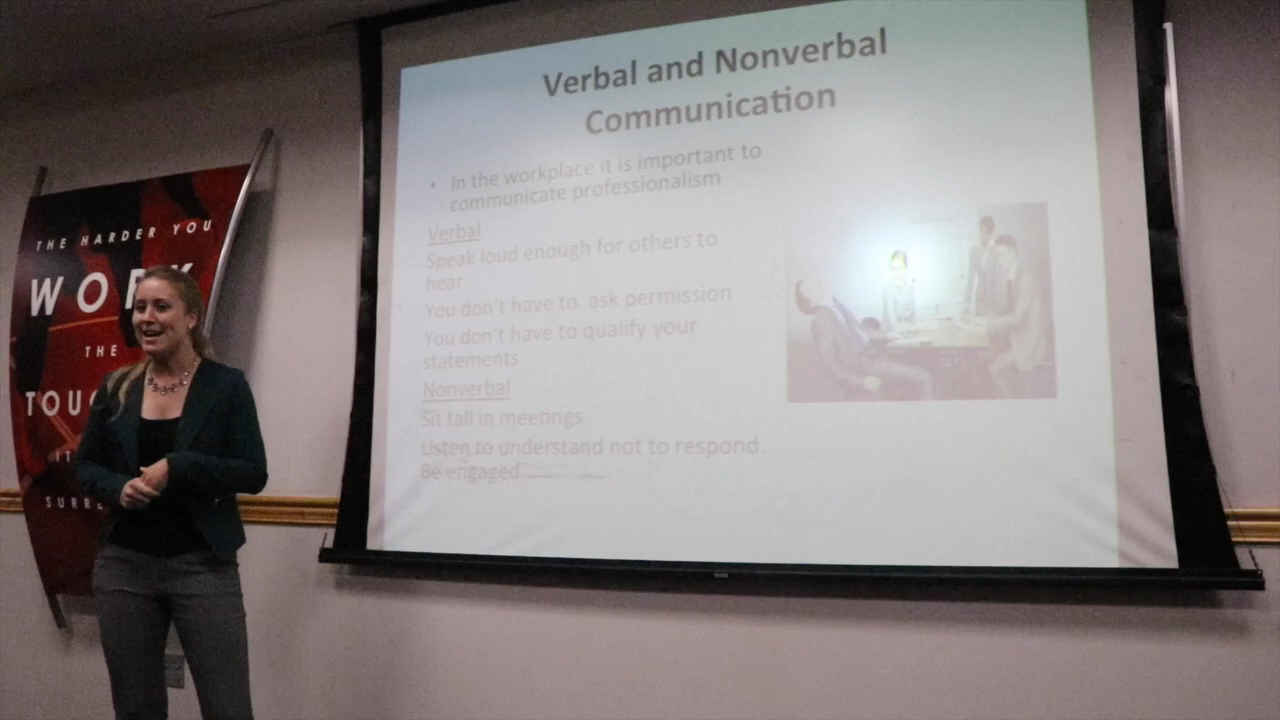 THE HARDER YOU
WORK
THE
TOUG
IT
SURRE
Verbal and Nonverbal
Communication
• In the workplace it is important to
communicate professionalism
Verbal
Speak loud enough for others to
hear
You don't have to ask permission
You don't have to qualify your
statements
Nonverbal
Sit tall in meetings
Listen to understand not to respond.
Be engaged